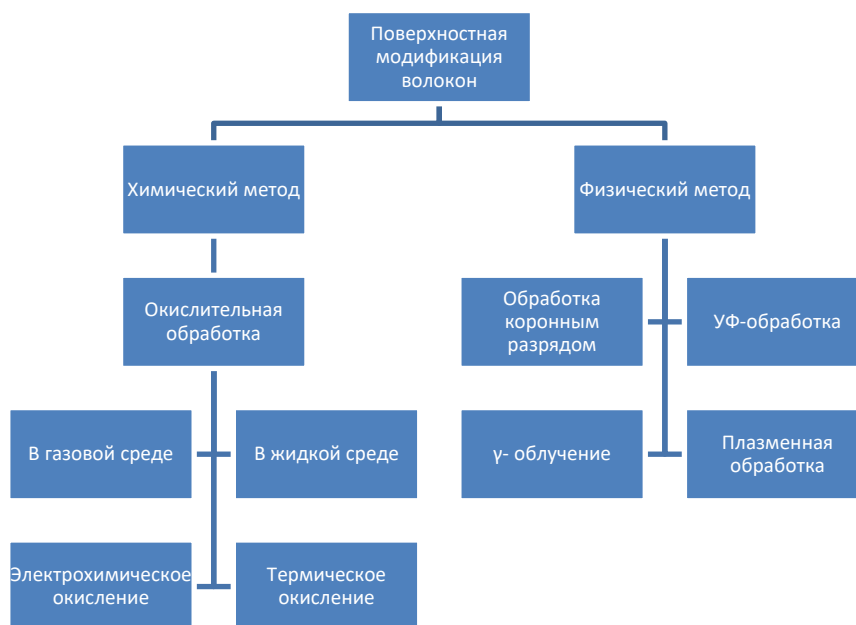 Поверхностная
модификация
волокон
Химический метод
Физический метод
Окислительная
обработка
Обработка
коронным
разрядом
УФ-обработка
В газовой среде
В жидкой среде
γ- облучение
Плазменная
обработка
Электрохимическое
окисление
Термическое
окисление